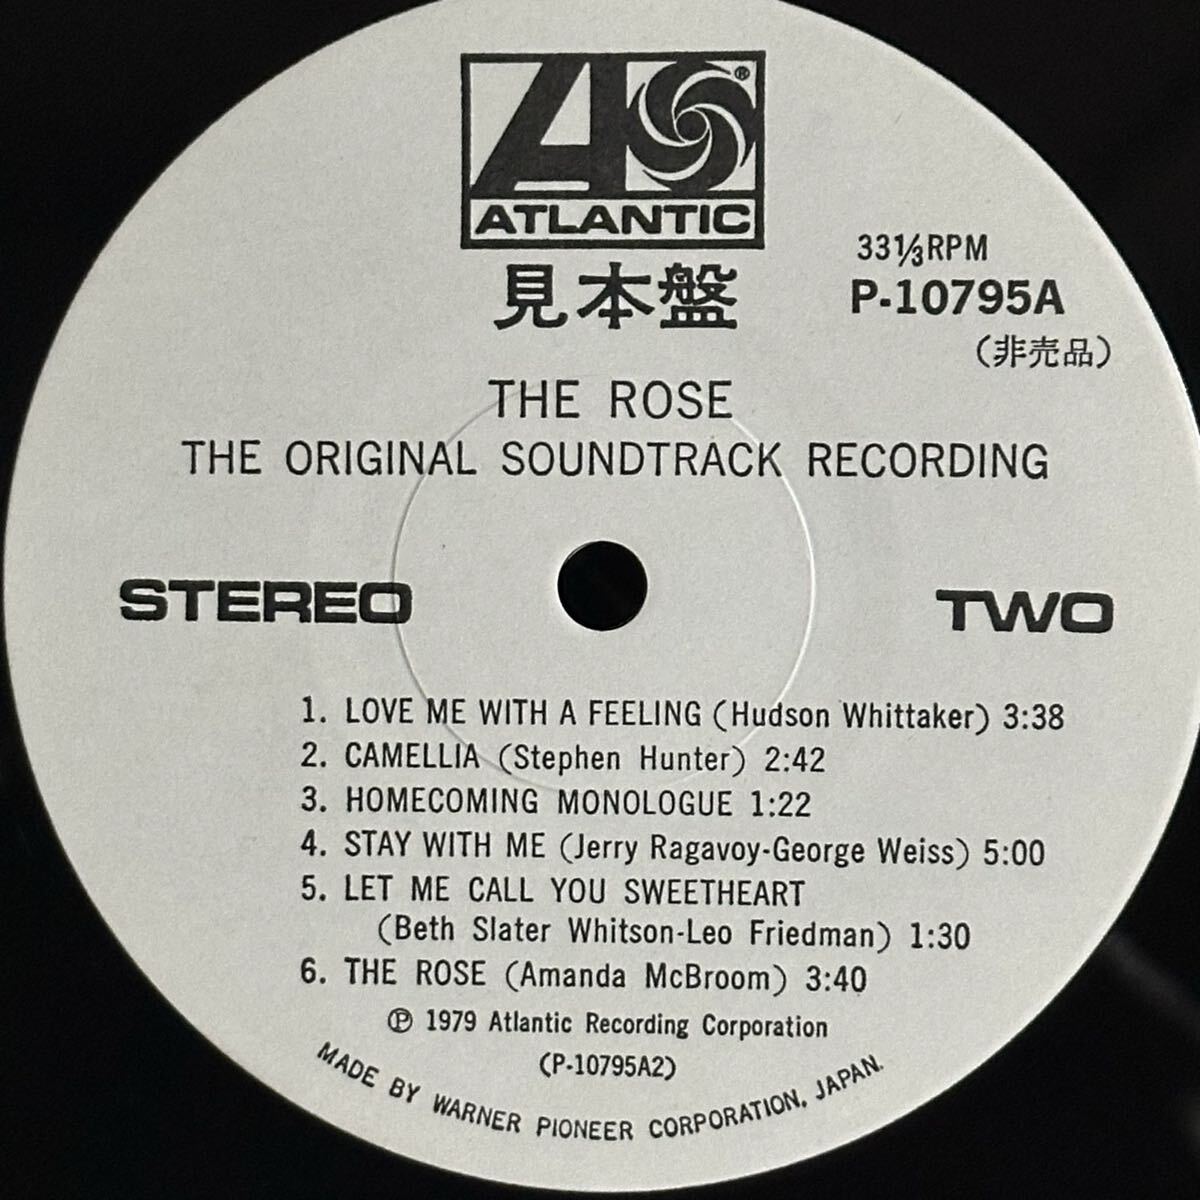 ®
ATLANTIC
見本盤
33⅓RPM
P-10795A
(非売品)
THE ROSE
THE ORIGINAL SOUNDTRACK RECORDING
STEREO
TWO
1. LOVE ME WITH A FEELING (Hudson Whittaker) 3:38
2. CAMELLIA (Stephen Hunter) 2:42
3. HOMECOMING MONOLOGUE 1:22
4. STAY WITH ME (Jerry Ragavoy-George Weiss) 5:00
5. LET ME CALL YOU SWEETHEART
(Beth Slater Whitson-Leo Friedman) 1:30
6. THE ROSE (Amanda McBroom) 3:40
℗ 1979 Atlantic Recording Corporation
(P-10795A2)
MADE BY WARNER PIONEER CORPORATION, JAPAN.